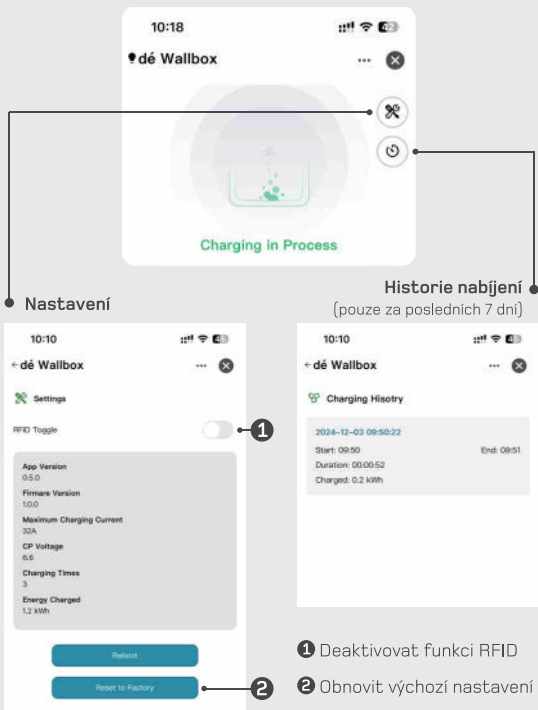 10:18
42
dé Wallbox
Charging in Process
Nastavení
Historie nabíjení
(pouze za posledních 7 dní)
10:10
dé Wallbox
Settings
RFID Toggle
1
App Version
0.5.0
Firmare Version
1.0.0
Maximum Charging Current
32A
CP Voltage
6.6
Charging Times
3
Energy Charged
1.2 kWh
Reboot
Reset to Factory
2
10:10
dé Wallbox
Charging Hisotry
2024-12-03 09:50:22
Start: 09:50 End: 09:51
Duration: 00:00:52
Charged: 0.2 kWh
1 Deaktivovat funkci RFID
2 Obnovit výchozí nastavení